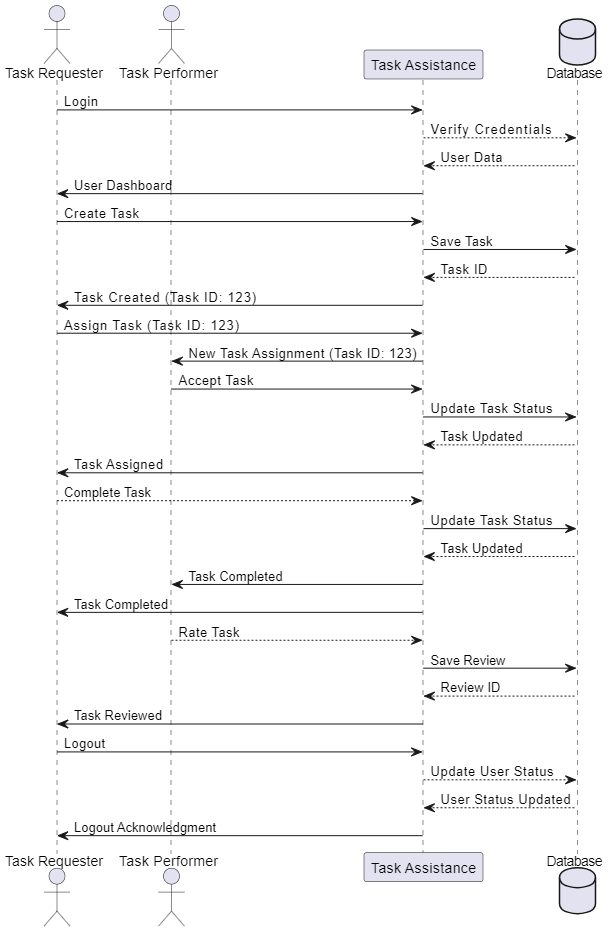 Task Requester
Task Performer
Task Assistance
Database
Login
Verify Credentials
User Data
User Dashboard
Create Task
Save Task
Task ID
Task Created (Task ID: 123)
Assign Task (Task ID: 123)
New Task Assignment (Task ID: 123)
Accept Task
Update Task Status
Task Updated
Task Assigned
Complete Task
Update Task Status
Task Updated
Task Completed
Task Completed
Rate Task
Save Review
Review ID
Task Reviewed
Logout
Update User Status
User Status Updated
Logout Acknowledgment
Task Requester
Task Performer
Task Assistance
Database